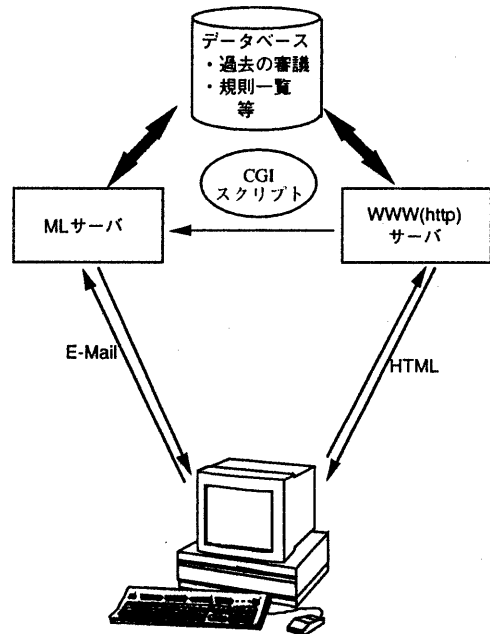 データベース
・過去の審議
・規則一覧
等
CGI
スクリプト
MLサーバ
WWW(http)
サーバ
E-Mail
HTML